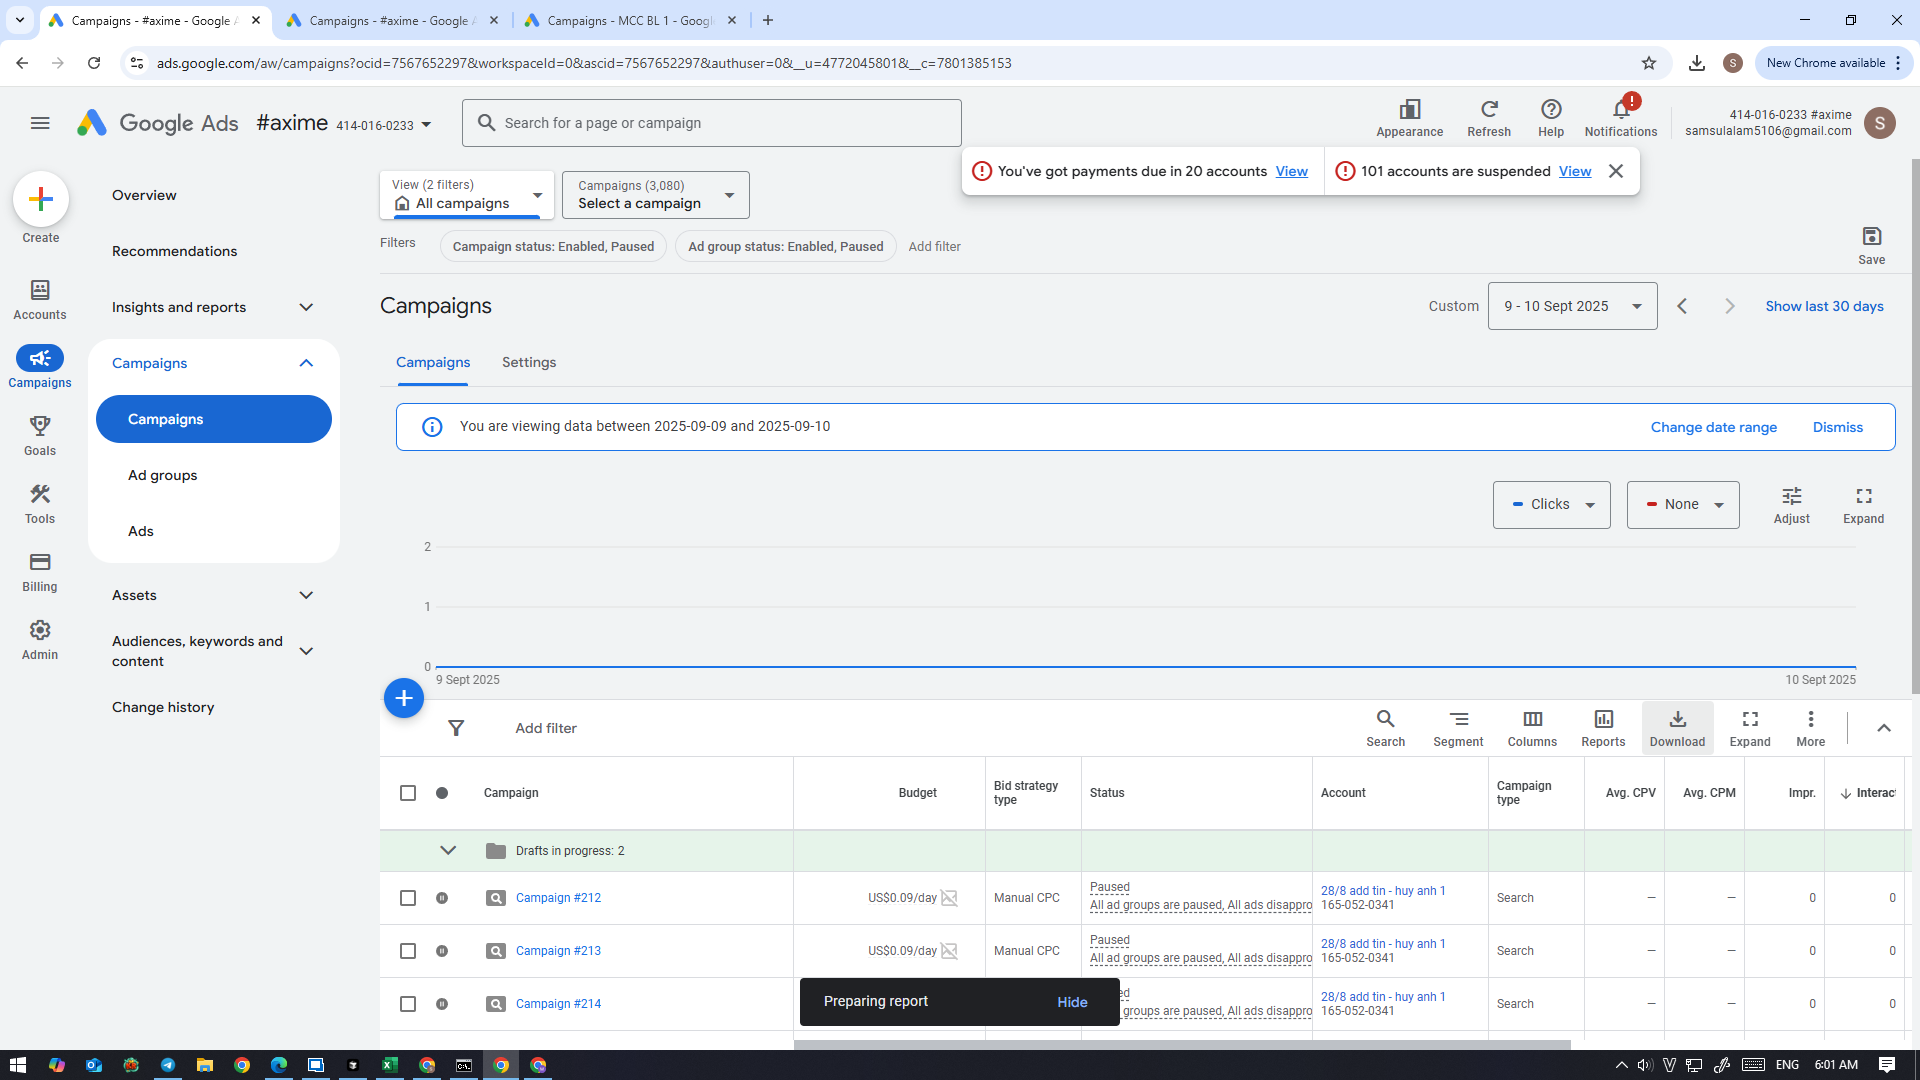 Campaigns - #axime - Google A
Campaigns - #axime - Google A
Campaigns - MCC BL 1 - Googl
ads.google.com/aw/campaigns?ocid=7567652297&workspaceId=0&ascid=7567652297&authuser=0&__u=4772045801&__c=7801385153
S
New Chrome available
Google Ads
#axime 414-016-0233
Search for a page or campaign
Appearance
Refresh
Help
!
Notifications
414-016-0233 #axime
samsulalam5106@gmail.com
S
You've got payments due in 20 accounts View
101 accounts are suspended View
Create
Accounts
Campaigns
Goals
Tools
Billing
Admin
Overview
Recommendations
Insights and reports
Campaigns
Campaigns
Ad groups
Ads
Assets
Audiences, keywords and
content
Change history
View (2 filters)
All campaigns
Campaigns (3,080)
Select a campaign
Filters
Campaign status: Enabled, Paused
Ad group status: Enabled, Paused
Add filter
Save
Campaigns
Custom
9 - 10 Sept 2025
Show last 30 days
Campaigns
Settings
You are viewing data between 2025-09-09 and 2025-09-10
Change date range
Dismiss
Clicks
None
Adjust
Expand
2
1
0
9 Sept 2025
10 Sept 2025
Add filter
Search
Segment
Columns
Reports
Download
Expand
More
Campaign
Budget
Bid strategy
type
Status
Account
Campaign
type
Avg. CPV
Avg. CPM
Impr.
Interac
Drafts in progress: 2
Campaign #212
US$0.09/day
Manual CPC
Paused
All ad groups are paused, All ads disappro
28/8 add tin - huy anh 1
165-052-0341
Search
—
—
0
0
Campaign #213
US$0.09/day
Manual CPC
Paused
All ad groups are paused, All ads disappro
28/8 add tin - huy anh 1
165-052-0341
Search
—
—
0
0
Campaign #214
ed
groups are paused, All ads disappro
28/8 add tin - huy anh 1
165-052-0341
Search
—
—
0
0
Preparing report
Hide
ENG
6:01 AM